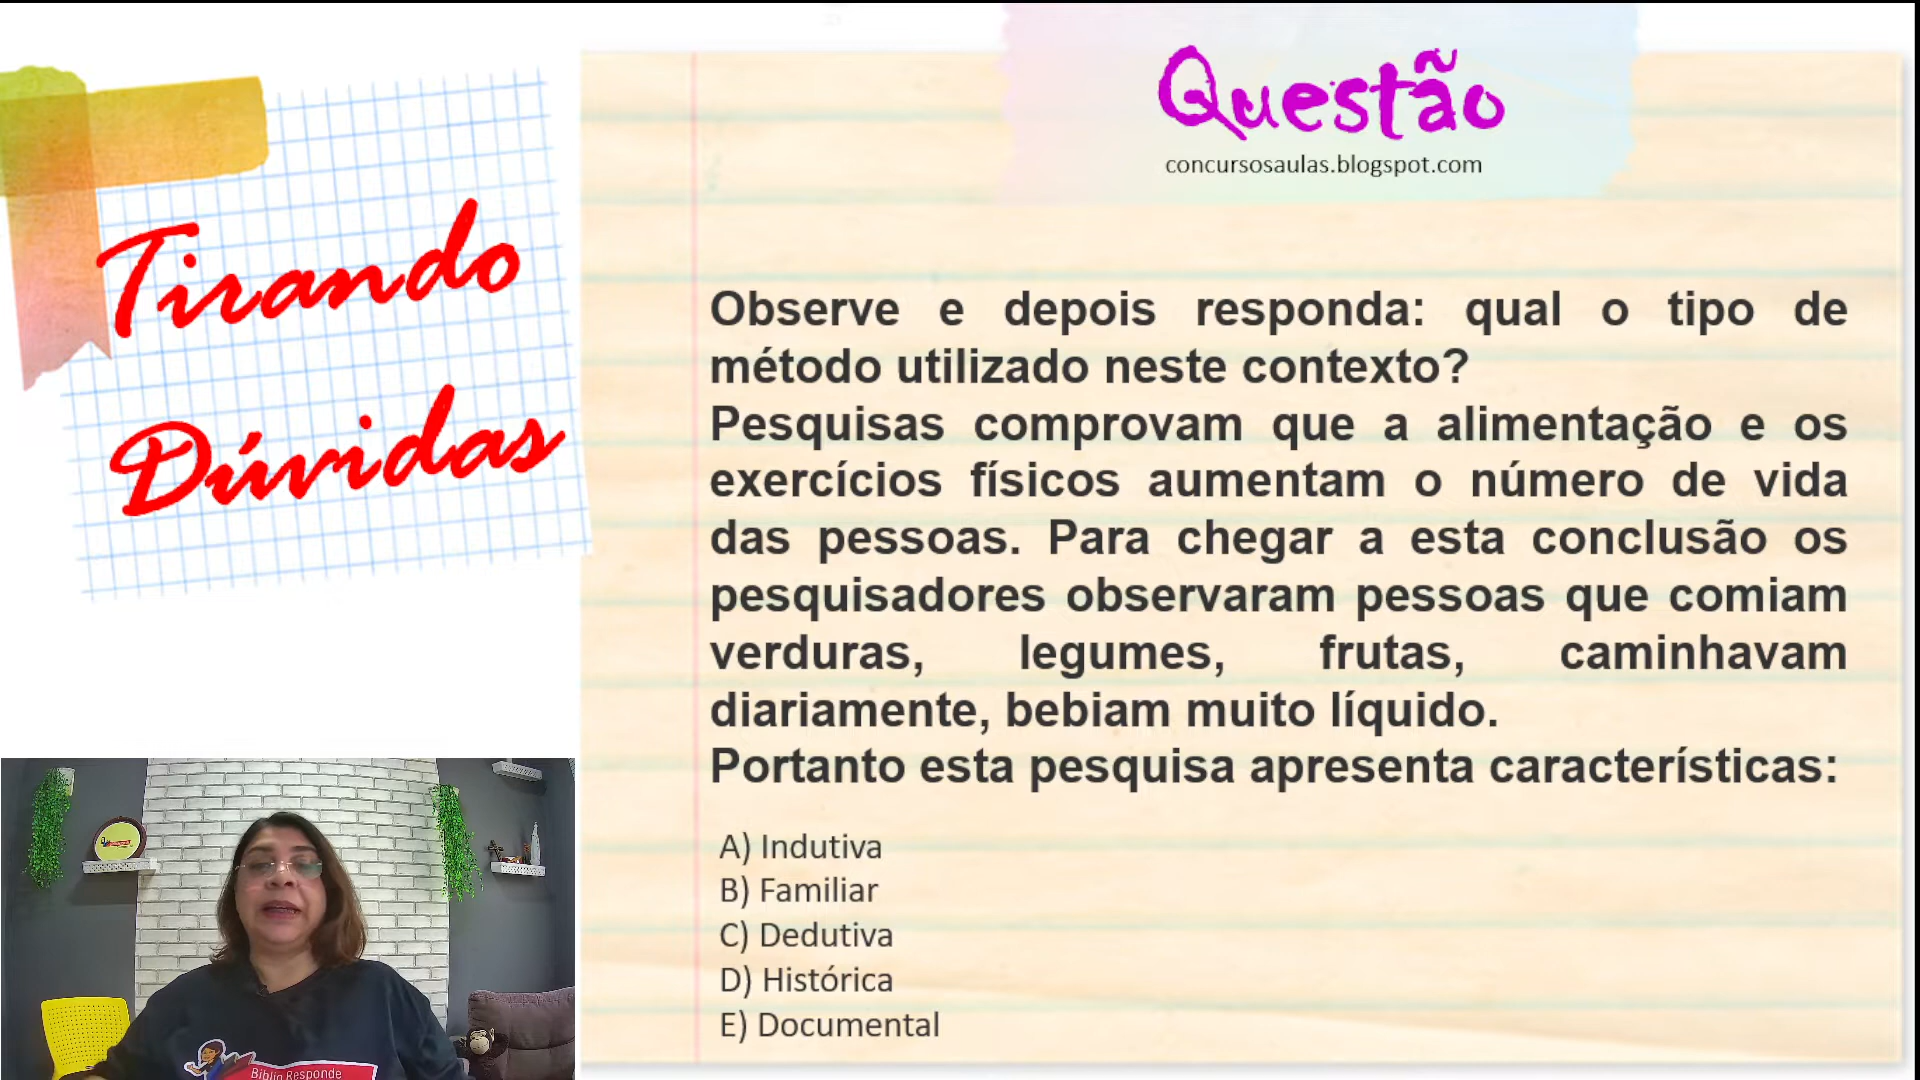 Tirando
Dúvidas
Questão
concursosaulas.blogspot.com
Observe e depois responda: qual o tipo de
método utilizado neste contexto?
Pesquisas comprovam que a alimentação e os
exercícios físicos aumentam o número de vida
das pessoas. Para chegar a esta conclusão os
pesquisadores observaram pessoas que comiam
verduras, legumes, frutas, caminhavam
diariamente, bebiam muito líquido.
Portanto esta pesquisa apresenta características:
A) Indutiva
B) Familiar
C) Dedutiva
D) Histórica
E) Documental
Biblio Responde